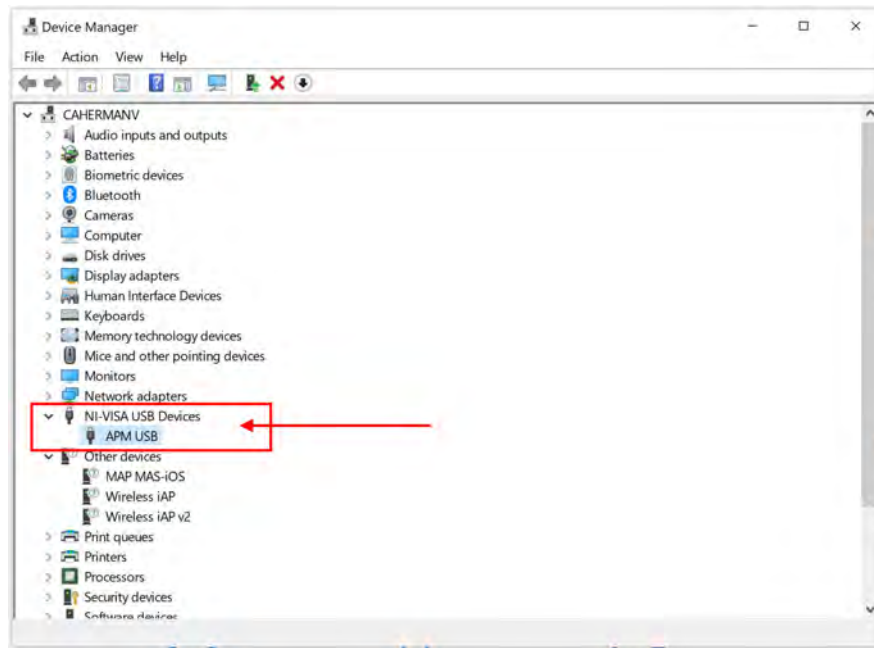 Device Manager
File Action View Help
CAHERMANV
Audio inputs and outputs
Batteries
Biometric devices
Bluetooth
Cameras
Computer
Disk drives
Display adapters
Human Interface Devices
Keyboards
Memory technology devices
Mice and other pointing devices
Monitors
Network adapters
NI-VISA USB Devices
APM USB
Other devices
MAP MAS-iOS
Wireless iAP
Wireless iAP v2
Print queues
Printers
Processors
Security devices
Software devices